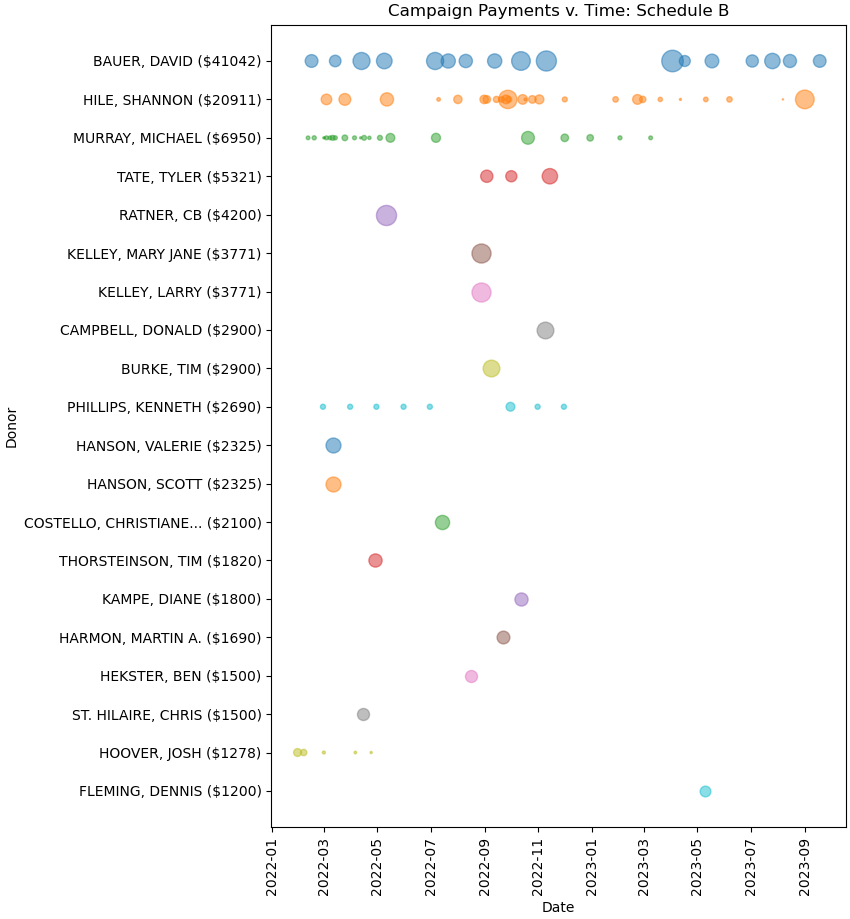 Campaign Payments v. Time: Schedule B
BAUER, DAVID ($41042)
HILE, SHANNON ($20911)
MURRAY, MICHAEL ($6950)
TATE, TYLER ($5321)
RATNER, CB ($4200)
KELLEY, MARY JANE ($3771)
KELLEY, LARRY ($3771)
CAMPBELL, DONALD ($2900)
BURKE, TIM ($2900)
PHILLIPS, KENNETH ($2690)
HANSON, VALERIE ($2325)
HANSON, SCOTT ($2325)
COSTELLO, CHRISTIANE... ($2100)
THORSTEINSON, TIM ($1820)
KAMPE, DIANE ($1800)
HARMON, MARTIN A. ($1690)
HEKSTER, BEN ($1500)
ST. HILAIRE, CHRIS ($1500)
HOOVER, JOSH ($1278)
FLEMING, DENNIS ($1200)
Donor
2022-01
2022-03
2022-05
2022-07
2022-09
2022-11
2023-01
2023-03
2023-05
2023-07
2023-09
Date